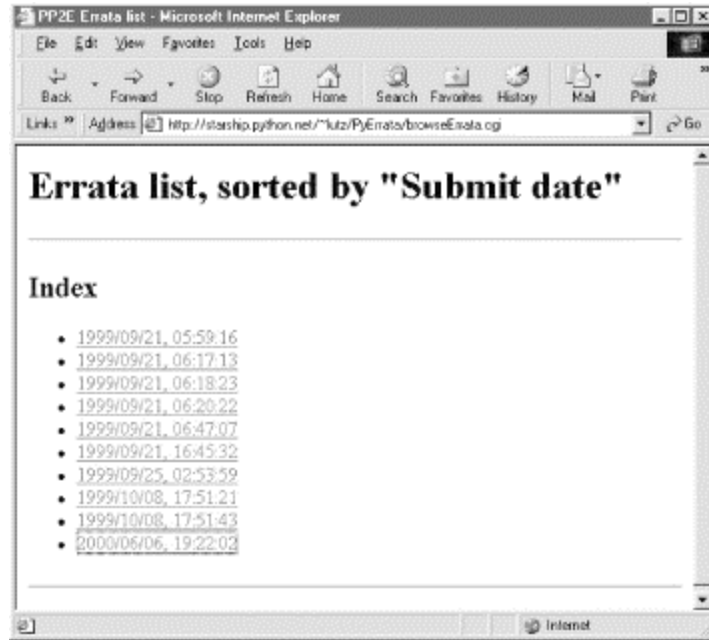 PP2E Errata list - Microsoft Internet Explorer
File Edit View Favorites Tools Help
Back Forward Stop Refresh Home Search Favorites History Mail Print
Links » Address http://starship.python.net/~lutz/PyErrata/browseErrata.cgi Go
Errata list, sorted by "Submit date"
Index
1999/09/21, 05:59:16
1999/09/21, 06:17:13
1999/09/21, 06:18:23
1999/09/21, 06:20:22
1999/09/21, 06:47:07
1999/09/21, 16:45:32
1999/09/25, 02:53:59
1999/10/08, 17:51:21
1999/10/08, 17:51:43
2000/06/06, 19:22:02
Internet